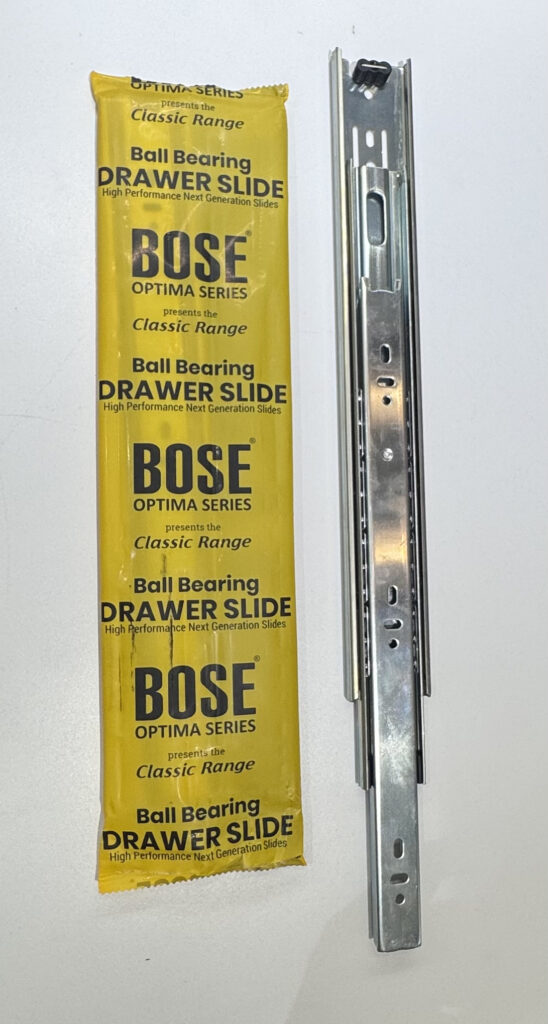 OPTIMA SERIES
presents the
Classic Range
Ball Bearing
DRAWER SLIDE
High Performance Next Generation Slides
BOSE®
OPTIMA SERIES
presents the
Classic Range
Ball Bearing
DRAWER SLIDE
High Performance Next Generation Slides
BOSE®
OPTIMA SERIES
presents the
Classic Range
Ball Bearing
DRAWER SLIDE
High Performance Next Generation Slides
BOSE®
OPTIMA SERIES
presents the
Classic Range
Ball Bearing
DRAWER SLIDE
High Performance Next Generation Slides